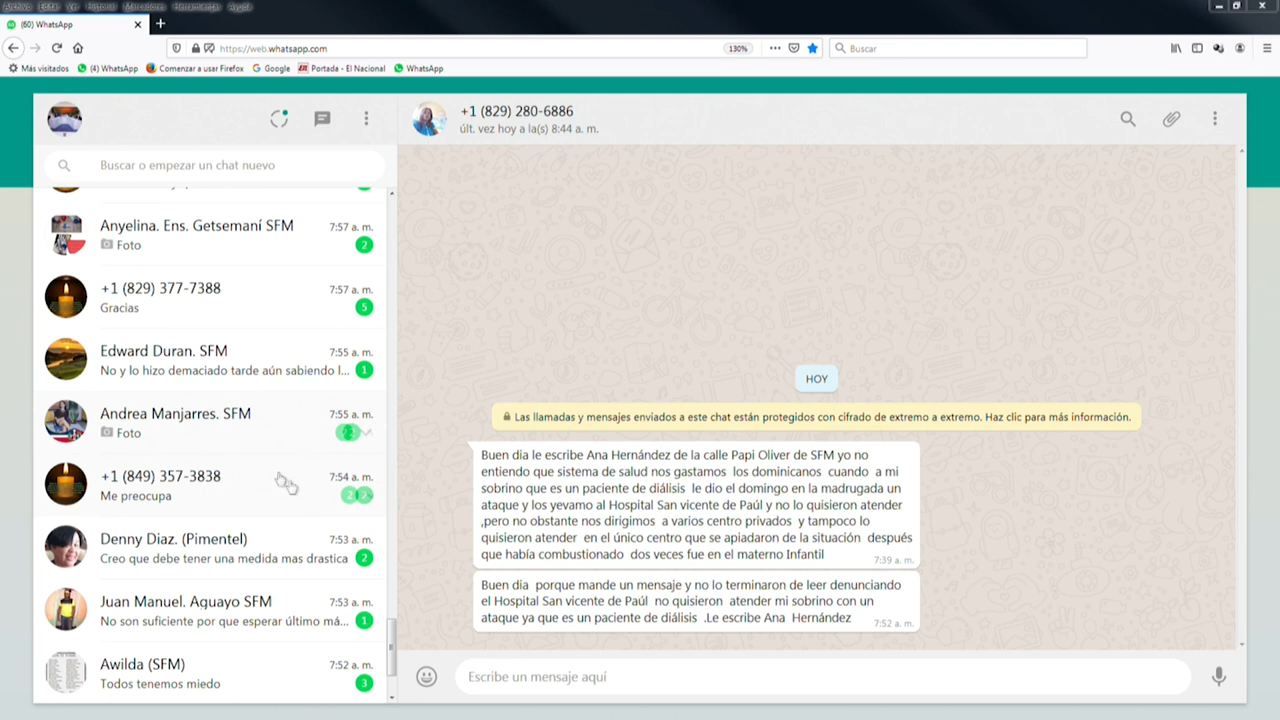 Archivo Editar Ver Historial Marcadores Herramientas Ayuda
(60) WhatsApp
https://web.whatsapp.com
130%
Buscar
Más visitados
(4) WhatsApp
Comenzar a usar Firefox
Google
Portada - El Nacional
WhatsApp
+1 (829) 280-6886
últ. vez hoy a la(s) 8:44 a. m.
Buscar o empezar un chat nuevo
Anyelina. Ens. Getsemaní SFM
7:57 a. m.
Foto
2
+1 (829) 377-7388
7:57 a. m.
Gracias
5
Edward Duran. SFM
7:55 a. m.
No y lo hizo demaciado tarde aún sabiendo l...
1
Andrea Manjarres. SFM
7:55 a. m.
Foto
+1 (849) 357-3838
7:54 a. m.
Me preocupa
2
Denny Diaz. (Pimentel)
7:53 a. m.
Creo que debe tener una medida mas drastica
2
Juan Manuel. Aguayo SFM
7:53 a. m.
No son suficiente por que esperar último má...
1
Awilda (SFM)
7:52 a. m.
Todos tenemos miedo
3
HOY
Las llamadas y mensajes enviados a este chat están protegidos con cifrado de extremo a extremo. Haz clic para más información.
Buen dia le escribe Ana Hernández de la calle Papi Oliver de SFM yo no
entiendo que sistema de salud nos gastamos los dominicanos cuando a mi
sobrino que es un paciente de diálisis le dio el domingo en la madrugada un
ataque y los yevamo al Hospital San vicente de Paúl y no lo quisieron atender
,pero no obstante nos dirigimos a varios centro privados y tampoco lo
quisieron atender en el único centro que se apiadaron de la situación después
que había combustionado dos veces fue en el materno Infantil
7:39 a. m.
Buen dia porque mande un mensaje y no lo terminaron de leer denunciando
el Hospital San vicente de Paúl no quisieron atender mi sobrino con un
ataque ya que es un paciente de diálisis .Le escribe Ana Hernández
7:52 a. m.
Escribe un mensaje aquí